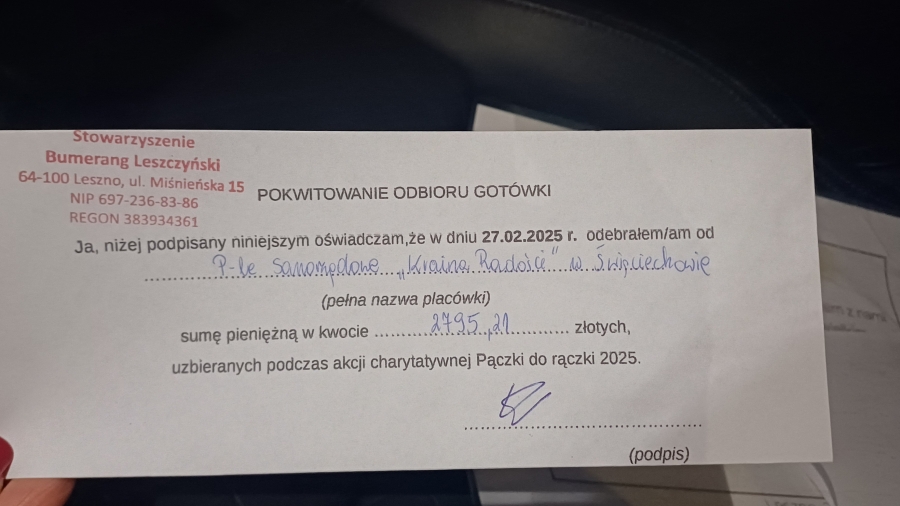 Stowarzyszenie
Bumerang Leszczyński
64-100 Leszno, ul. Miśnieńska 15
NIP 697-236-83-86
REGON 383934361
POKWITOWANIE ODBIORU GOTÓWKI
Ja, niżej podpisany niniejszym oświadczam,że w dniu 27.02.2025 r. odebrałem/am od
P-le Samorządowe „Kraina Radości" w Święciechowie
(pełna nazwa placówki)
sumę pieniężną w kwocie 2795,21 złotych,
uzbieranych podczas akcji charytatywnej Pączki do rączki 2025.
(podpis)